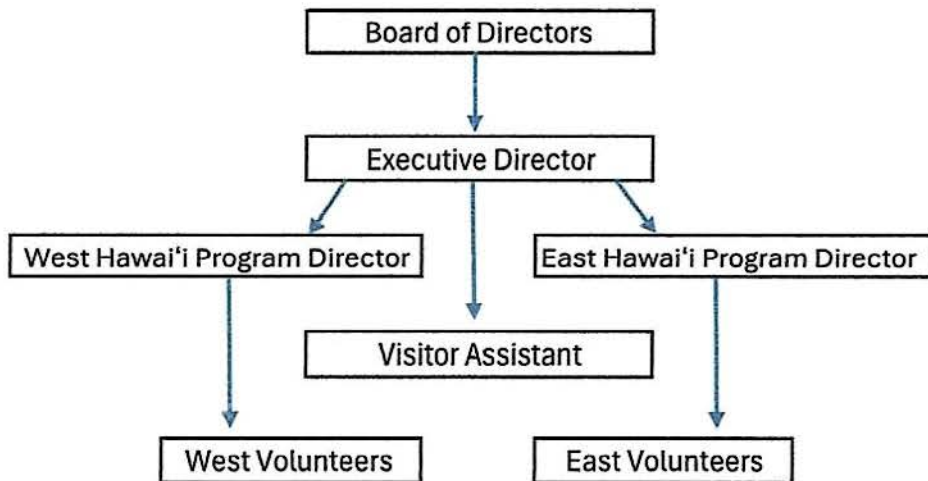 Board of Directors
Executive Director
West Hawaiʻi Program Director
East Hawaiʻi Program Director
Visitor Assistant
West Volunteers
East Volunteers